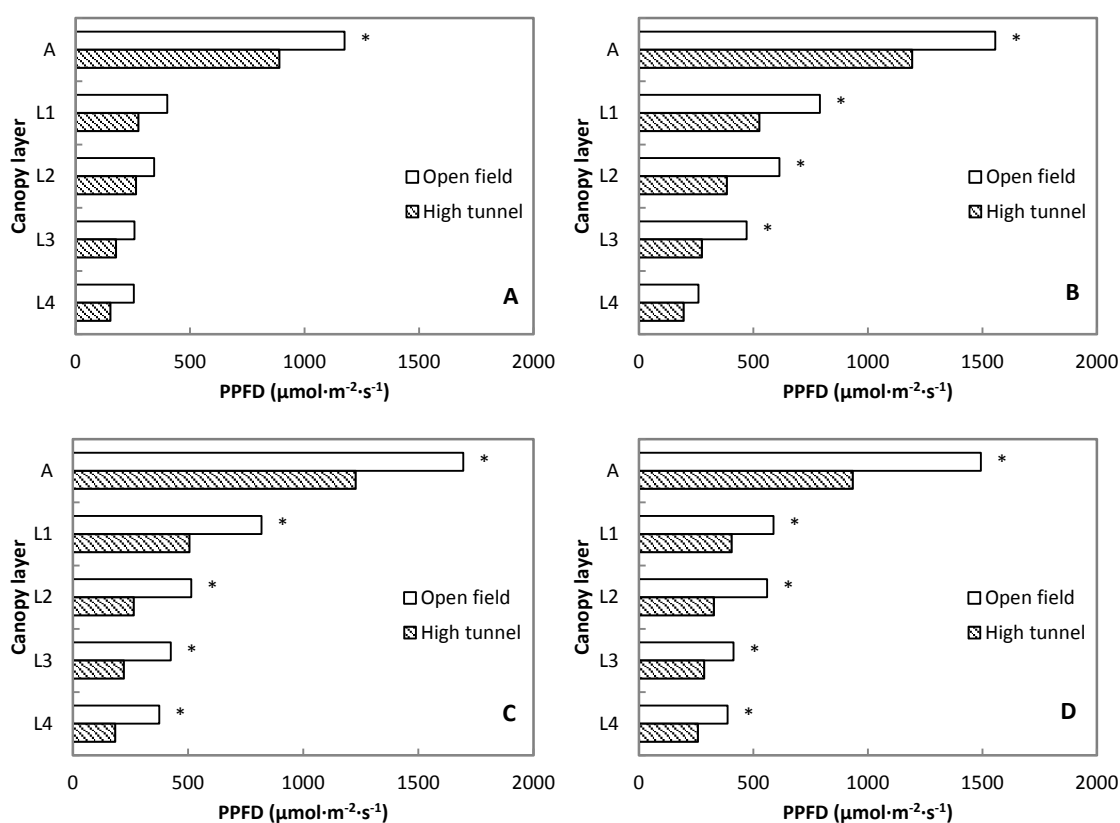 A *
L1
L2
L3
L4
Canopy layer
Open field
High tunnel
A
0 500 1000 1500 2000
PPFD (µmol·m⁻²·s⁻¹)
A *
L1 *
L2 *
L3 *
L4
Canopy layer
Open field
High tunnel
B
0 500 1000 1500 2000
PPFD (µmol·m⁻²·s⁻¹)
A *
L1 *
L2 *
L3 *
L4 *
Canopy layer
Open field
High tunnel
C
0 500 1000 1500 2000
PPFD (µmol·m⁻²·s⁻¹)
A *
L1 *
L2 *
L3 *
L4 *
Canopy layer
Open field
High tunnel
D
0 500 1000 1500 2000
PPFD (µmol·m⁻²·s⁻¹)